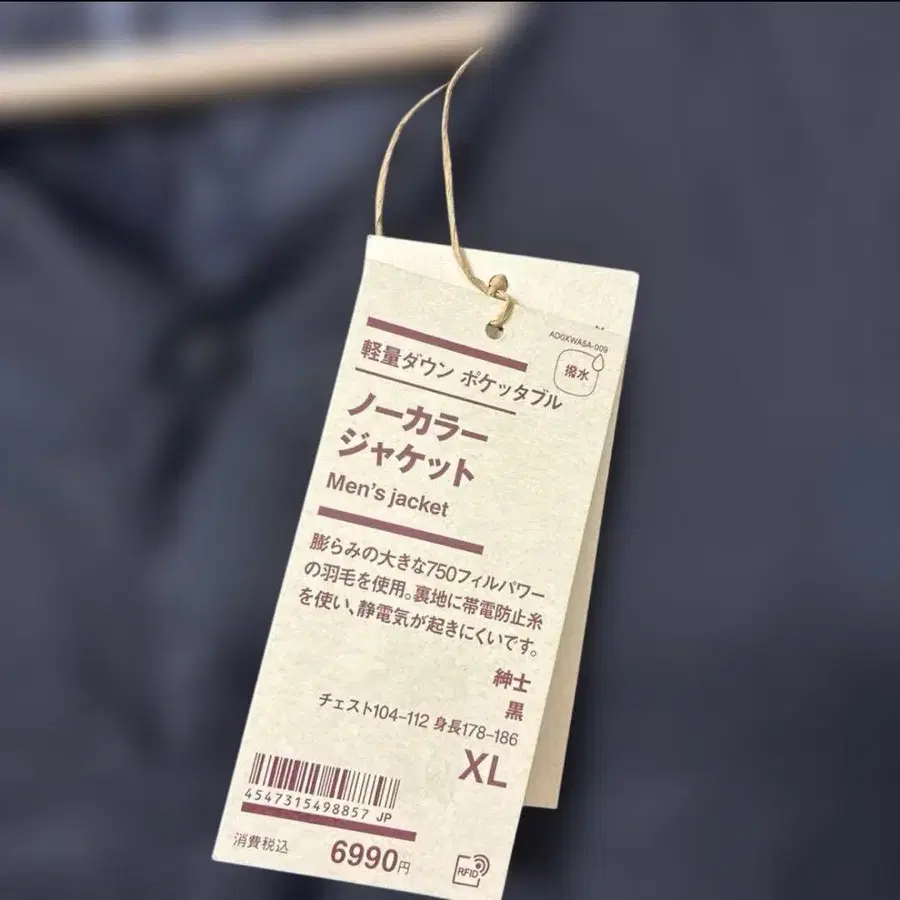 AD0XWA5A-009
撥水
軽量ダウン ポケッタブル
ノーカラー
ジャケット
Men's jacket
膨らみの大きな750フィルパワー
の羽毛を使用。裏地に帯電防止糸
を使い、静電気が起きにくいです。
紳士
黒
チェスト104-112 身長178-186
XL
4547315498857 JP
消費税込 6990円
RFID